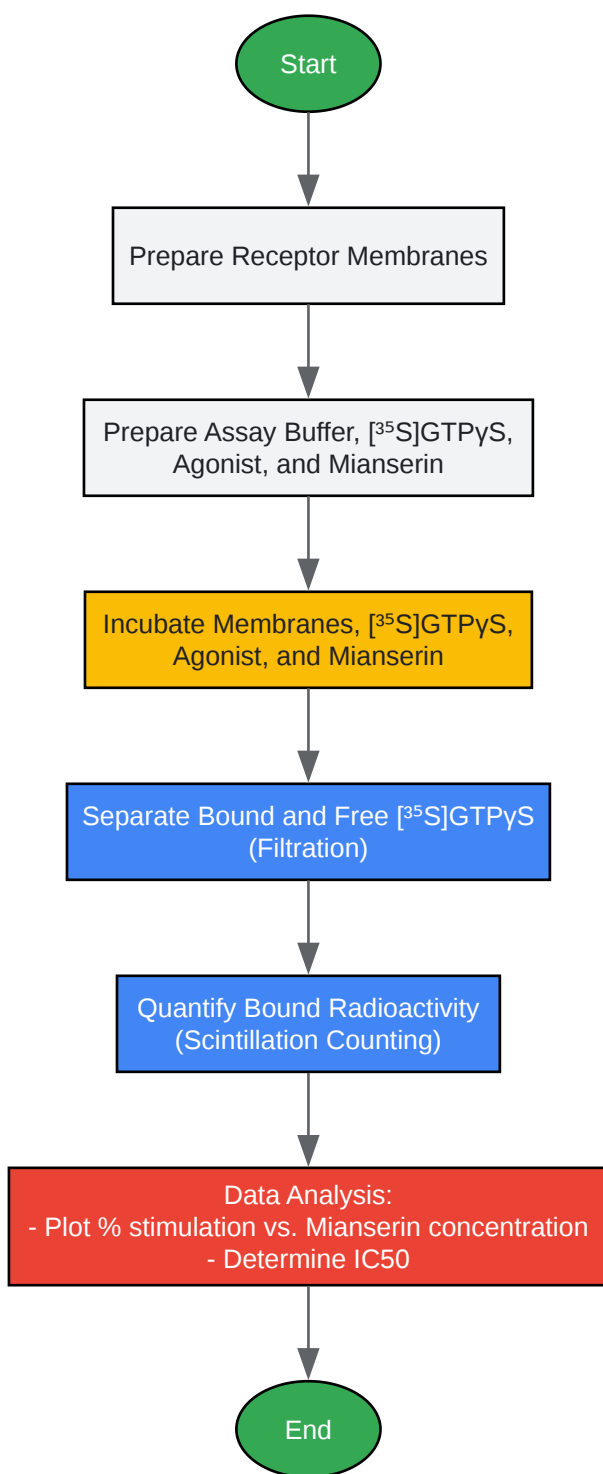 Start
Prepare Receptor Membranes
Prepare Assay Buffer, [³⁵S]GTPγS,
Agonist, and Mianserin
Incubate Membranes, [³⁵S]GTPγS,
Agonist, and Mianserin
Separate Bound and Free [³⁵S]GTPγS
(Filtration)
Quantify Bound Radioactivity
(Scintillation Counting)
Data Analysis:
- Plot % stimulation vs. Mianserin concentration
- Determine IC50
End